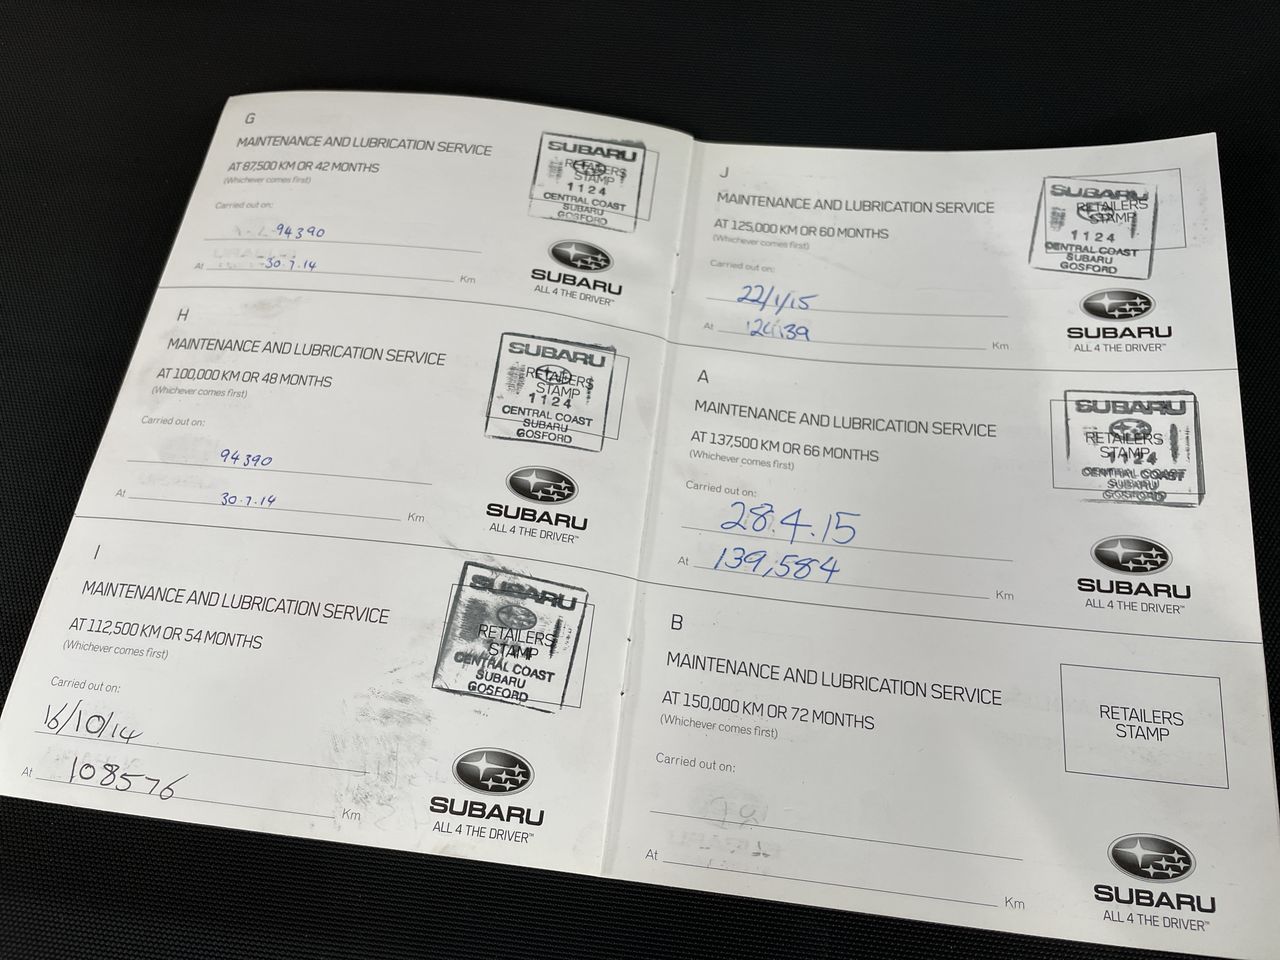 G
MAINTENANCE AND LUBRICATION SERVICE
AT 87,500 KM OR 42 MONTHS
(Whichever comes first)
Carried out on:
94390
At 30.7.14 Km
SUBARU
RETAILERS
STAMP
1124
CENTRAL COAST
SUBARU
GOSFORD
SUBARU
ALL 4 THE DRIVER™
H
MAINTENANCE AND LUBRICATION SERVICE
AT 100,000 KM OR 48 MONTHS
(Whichever comes first)
Carried out on:
94390
At 30.7.14 Km
SUBARU
RETAILERS
STAMP
1124
CENTRAL COAST
SUBARU
GOSFORD
SUBARU
ALL 4 THE DRIVER™
I
MAINTENANCE AND LUBRICATION SERVICE
AT 112,500 KM OR 54 MONTHS
(Whichever comes first)
Carried out on:
16/10/14
At 108576 Km
SUBARU
RETAILERS
STAMP
CENTRAL COAST
SUBARU
GOSFORD
SUBARU
ALL 4 THE DRIVER™
J
MAINTENANCE AND LUBRICATION SERVICE
AT 125,000 KM OR 60 MONTHS
(Whichever comes first)
Carried out on:
22/1/15
At Km
SUBARU
RETAILERS
STAMP
1124
CENTRAL COAST
SUBARU
GOSFORD
SUBARU
ALL 4 THE DRIVER™
A
MAINTENANCE AND LUBRICATION SERVICE
AT 137,500 KM OR 66 MONTHS
(Whichever comes first)
Carried out on:
28.4.15
At 139,584 Km
SUBARU
RETAILERS
STAMP
1124
CENTRAL COAST
SUBARU
GOSFORD
SUBARU
ALL 4 THE DRIVER™
B
MAINTENANCE AND LUBRICATION SERVICE
AT 150,000 KM OR 72 MONTHS
(Whichever comes first)
Carried out on:
At Km
RETAILERS
STAMP
SUBARU
ALL 4 THE DRIVER™